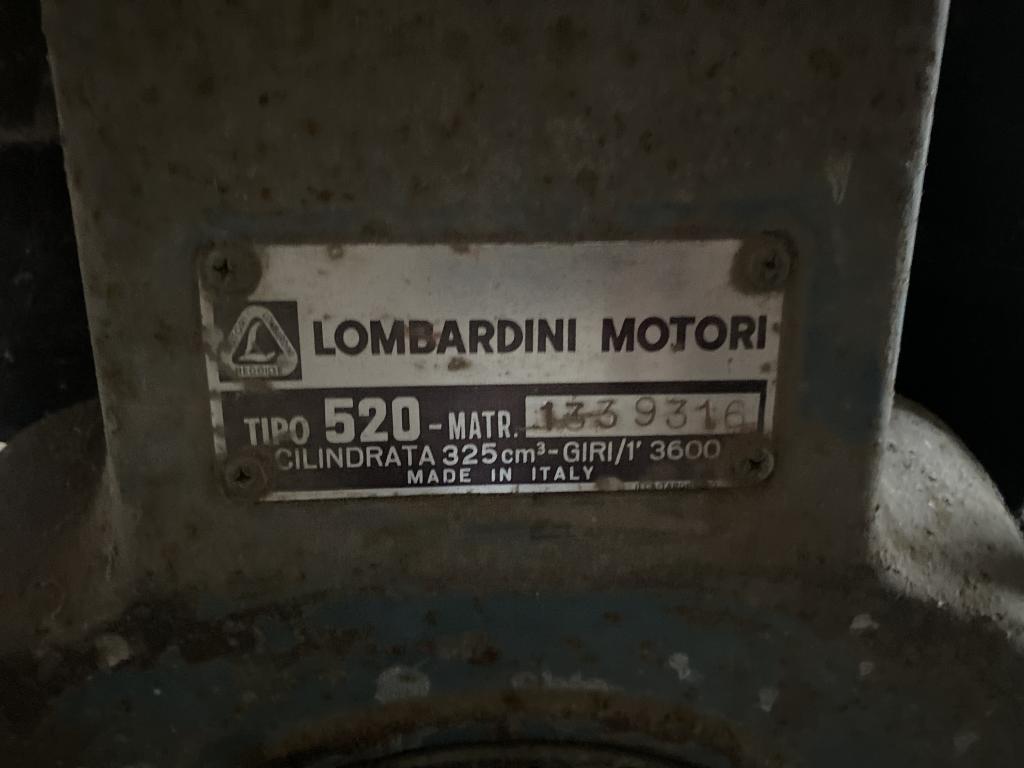 LOMBARDINI MOTORI
TIPO 520 - MATR. 1339316
CILINDRATA 325 cm³ - GIRI/1' 3600
MADE IN ITALY